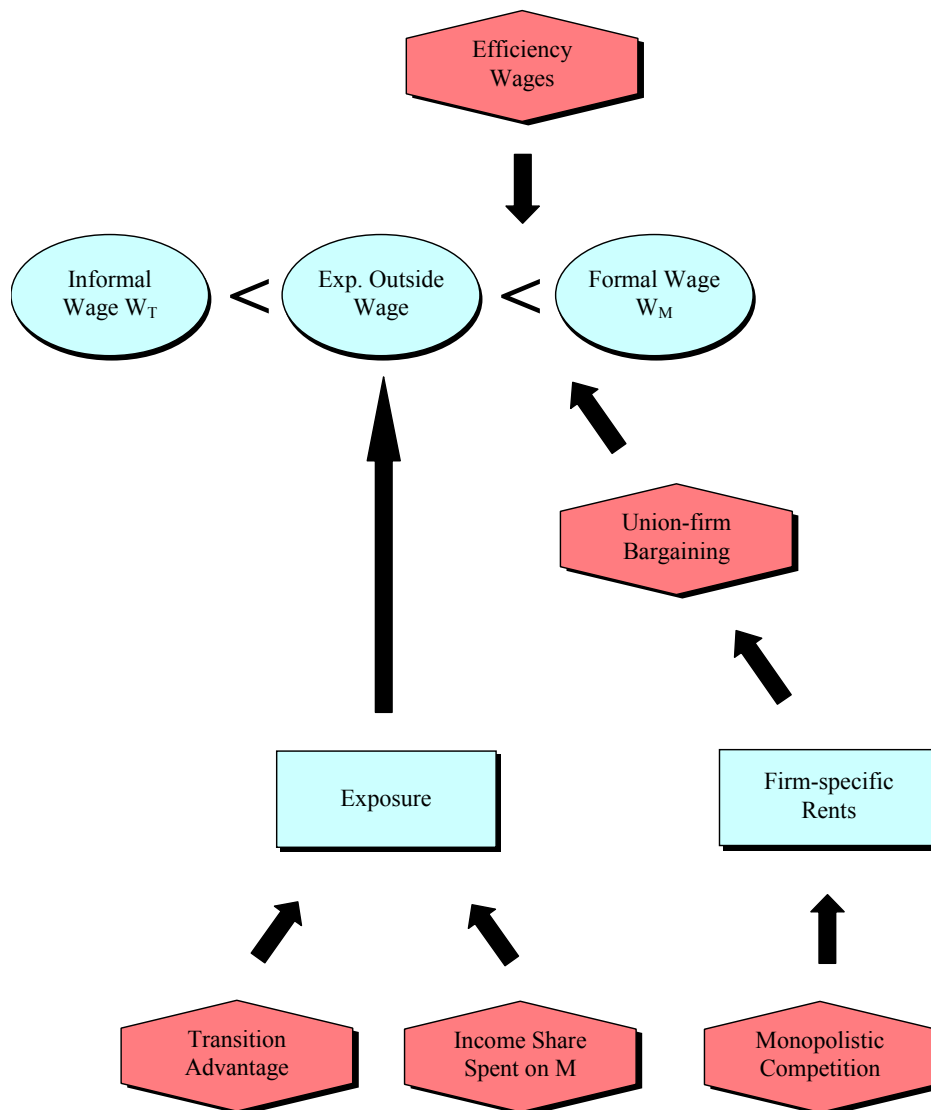 Efficiency
Wages
Informal
Wage W_T
<
Exp. Outside
Wage
<
Formal Wage
W_M
Union-firm
Bargaining
Exposure
Firm-specific
Rents
Transition
Advantage
Income Share
Spent on M
Monopolistic
Competition